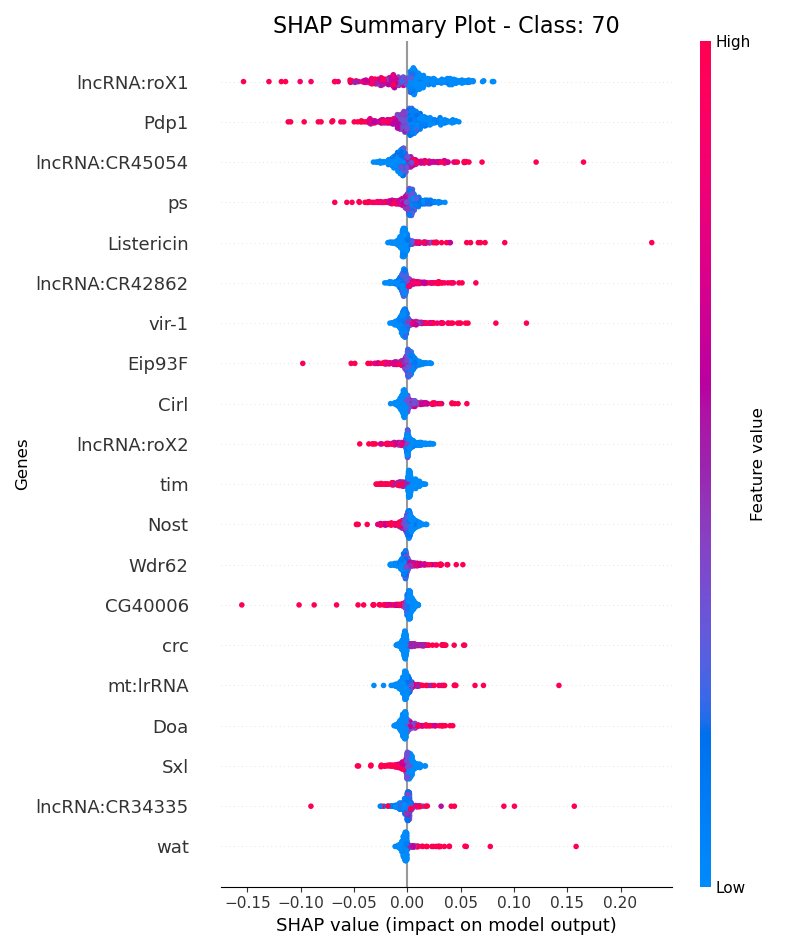 SHAP Summary Plot - Class: 70
High
lncRNA:roX1
Pdp1
lncRNA:CR45054
ps
Listericin
lncRNA:CR42862
vir-1
Eip93F
Cirl
lncRNA:roX2
tim
Nost
Wdr62
CG40006
crc
mt:lrRNA
Doa
Sxl
lncRNA:CR34335
wat
Genes
Feature value
Low
−0.15 −0.10 −0.05 0.00 0.05 0.10 0.15 0.20
SHAP value (impact on model output)